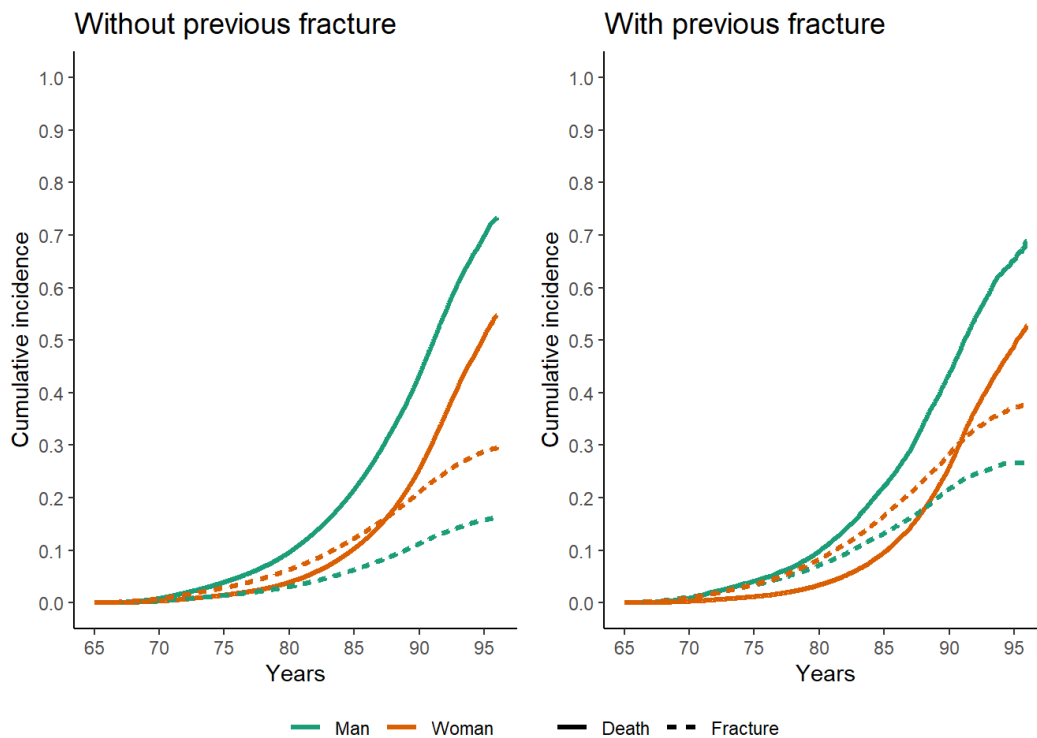 Without previous fracture
With previous fracture
Cumulative incidence
1.0
0.9
0.8
0.7
0.6
0.5
0.4
0.3
0.2
0.1
0.0
65 70 75 80 85 90 95
Years
Cumulative incidence
1.0
0.9
0.8
0.7
0.6
0.5
0.4
0.3
0.2
0.1
0.0
65 70 75 80 85 90 95
Years
Man Woman Death Fracture